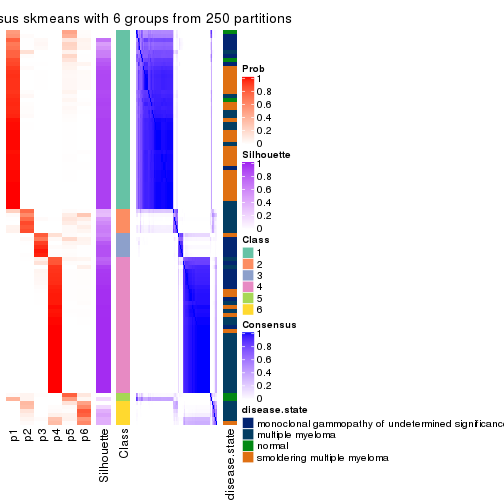 sus skmeans with 6 groups from 250 partitions
Prob
1
0.8
0.6
0.4
0.2
0
Silhouette
1
0.8
0.6
0.4
0.2
0
Class
1
2
3
4
5
6
Consensus
1
0.8
0.6
0.4
0.2
0
disease.state
monoclonal gammopathy of undetermined significance
multiple myeloma
normal
smoldering multiple myeloma
p1
p2
p3
p4
p5
p6
Silhouette
Class
disease.state